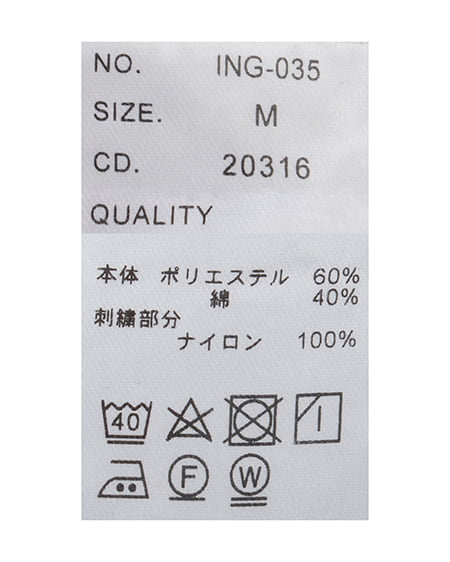 NO. ING-035
SIZE. M
CD. 20316
QUALITY
本体 ポリエステル 60%
綿 40%
刺繍部分
ナイロン 100%
40
F W